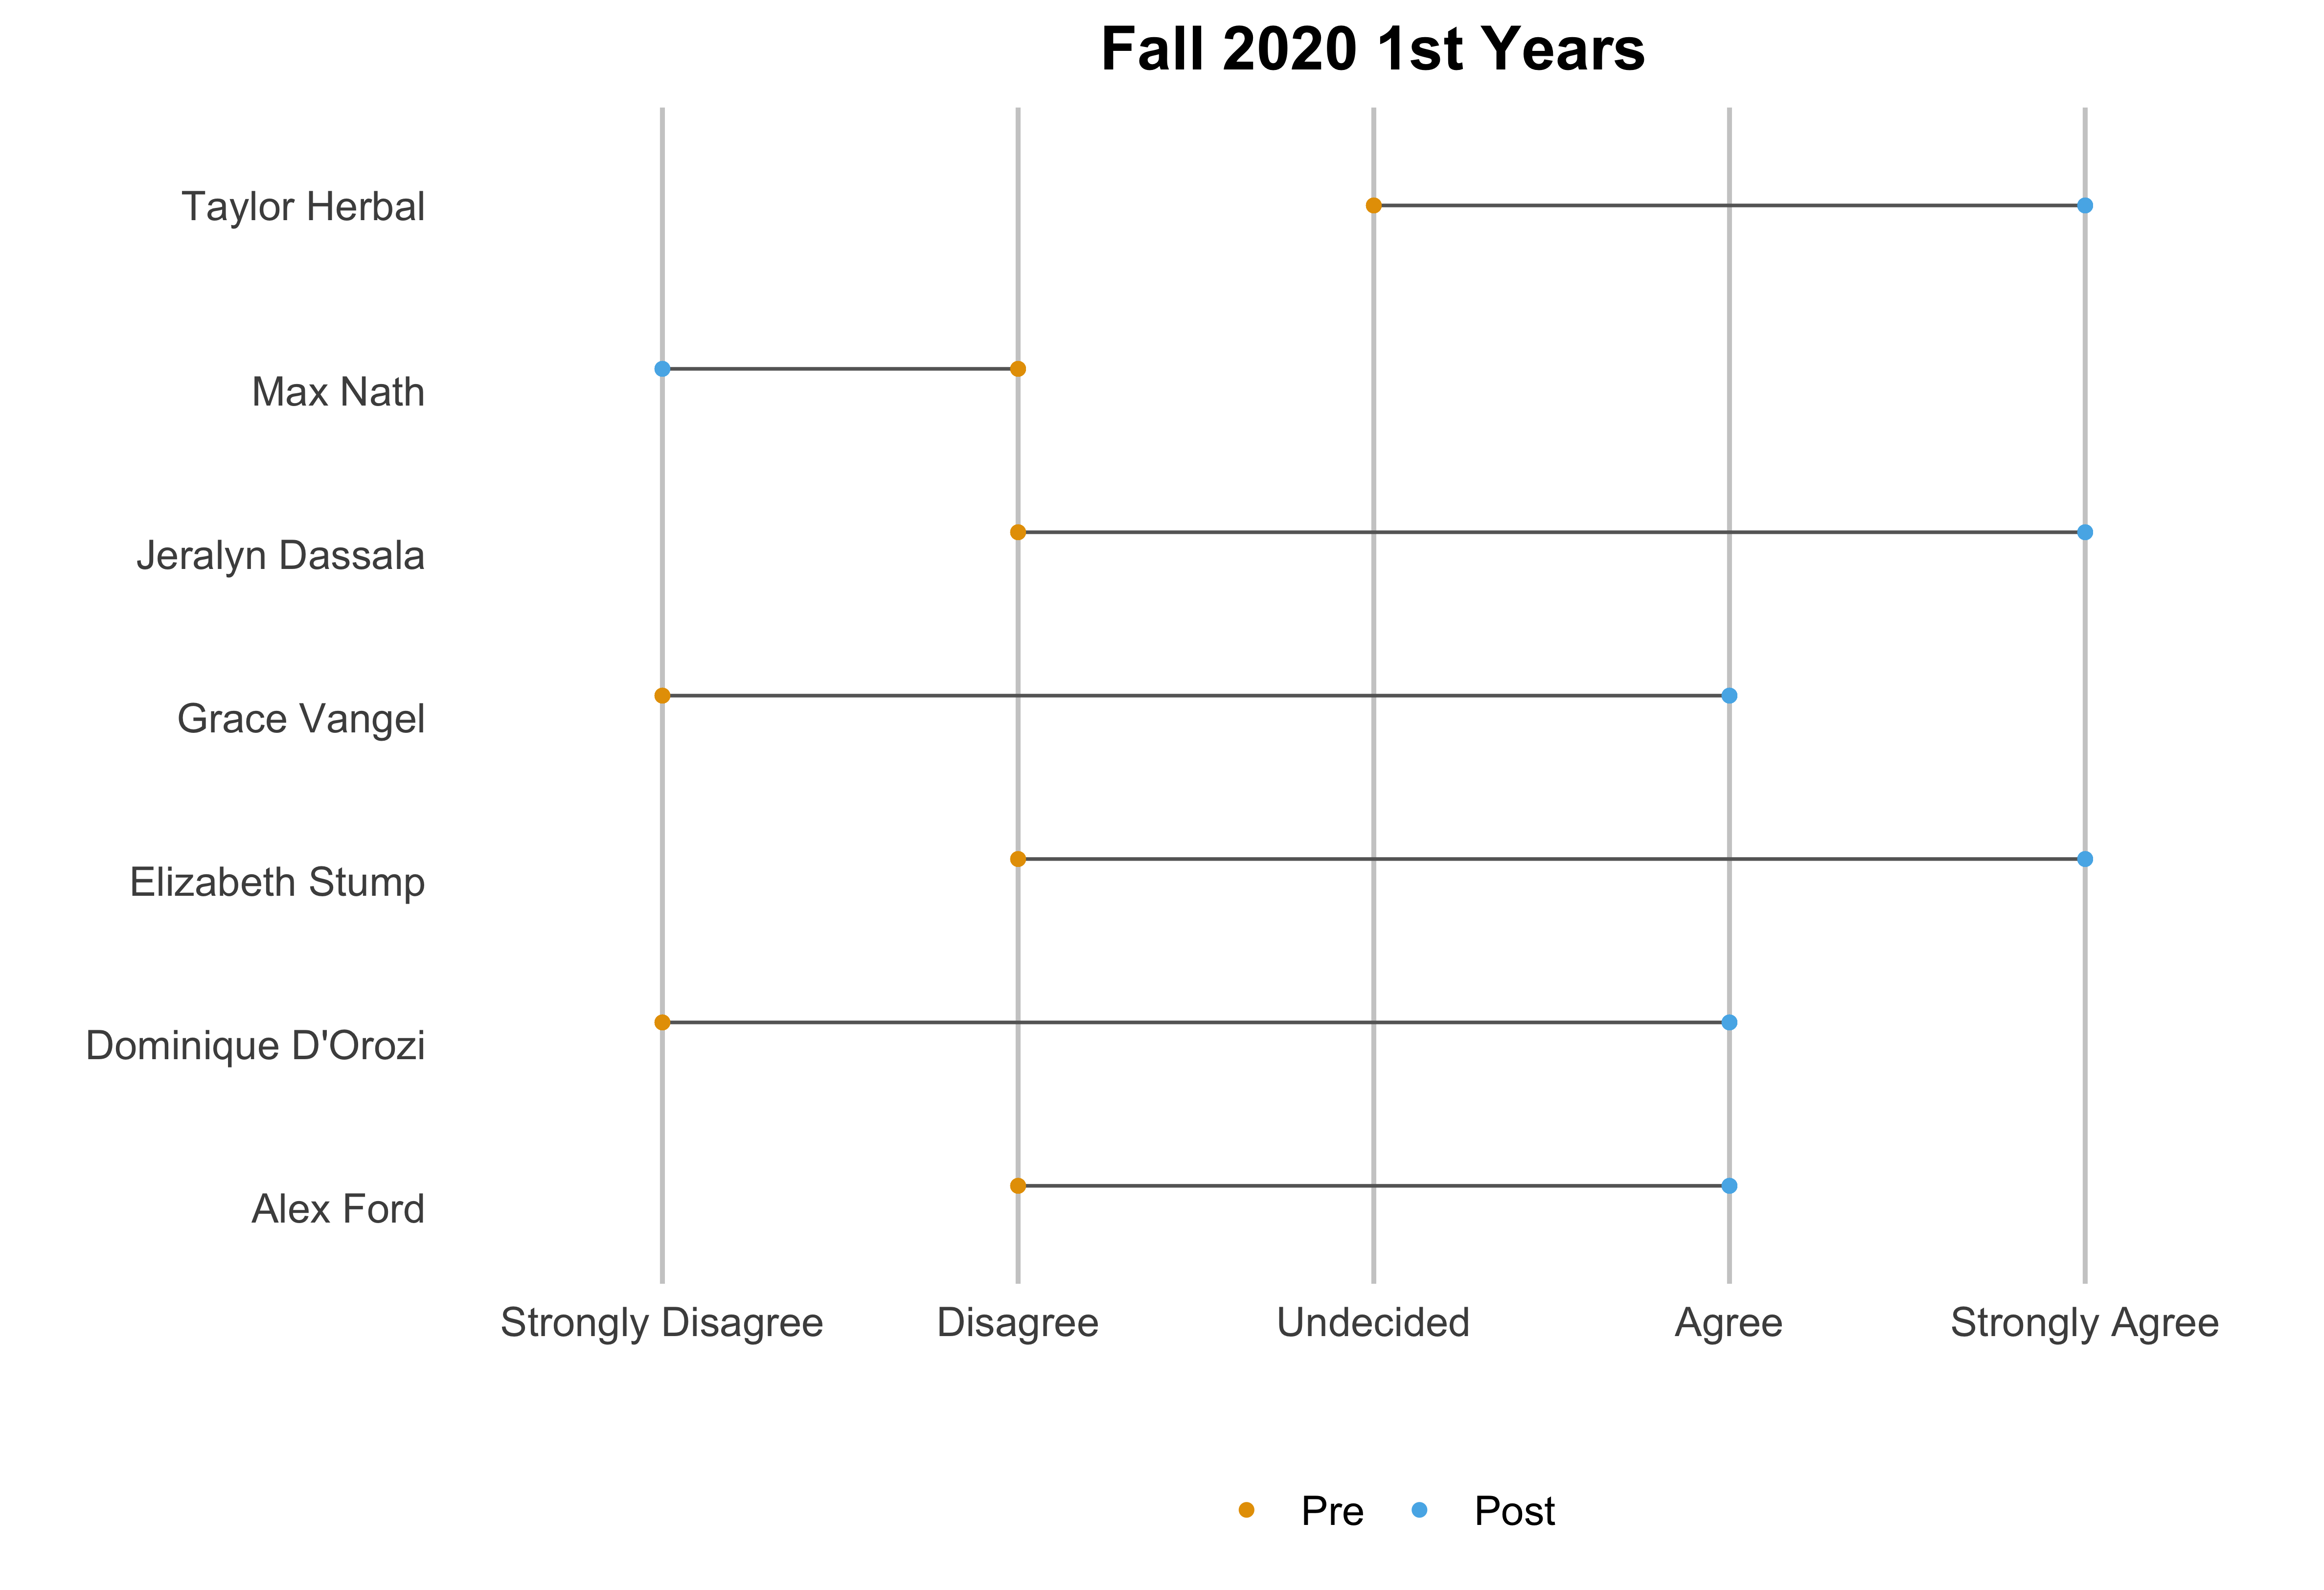 Fall 2020 1st Years
Taylor Herbal
Max Nath
Jeralyn Dassala
Grace Vangel
Elizabeth Stump
Dominique D'Orozi
Alex Ford
Strongly Disagree Disagree Undecided Agree Strongly Agree
Pre Post